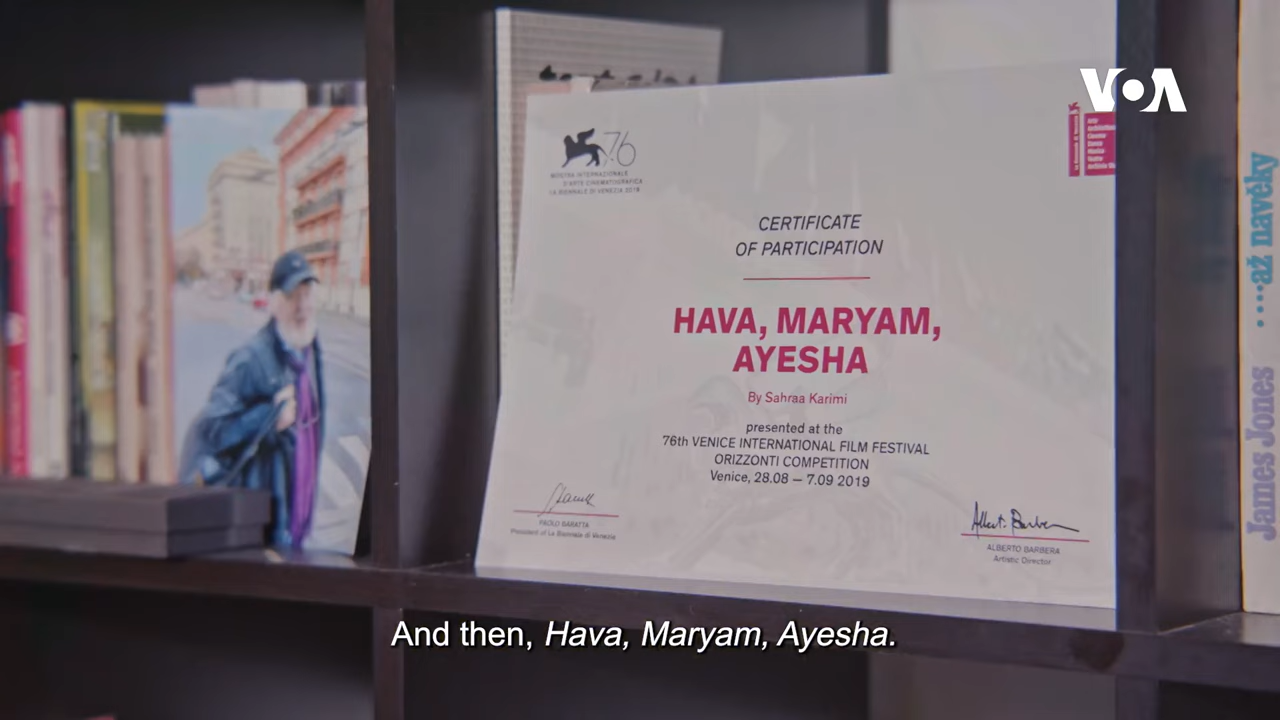 VOA
76
MOSTRA INTERNAZIONALE
D'ARTE CINEMATOGRAFICA
LA BIENNALE DI VENEZIA 2019
CERTIFICATE
OF PARTICIPATION
HAVA, MARYAM,
AYESHA
By Sahraa Karimi
presented at the
76th VENICE INTERNATIONAL FILM FESTIVAL
ORIZZONTI COMPETITION
Venice, 28.08 – 7.09 2019
PAOLO BARATTA
President of La Biennale di Venezia
ALBERTO BARBERA
Artistic Director
James Jones
....až navěky
And then, Hava, Maryam, Ayesha.